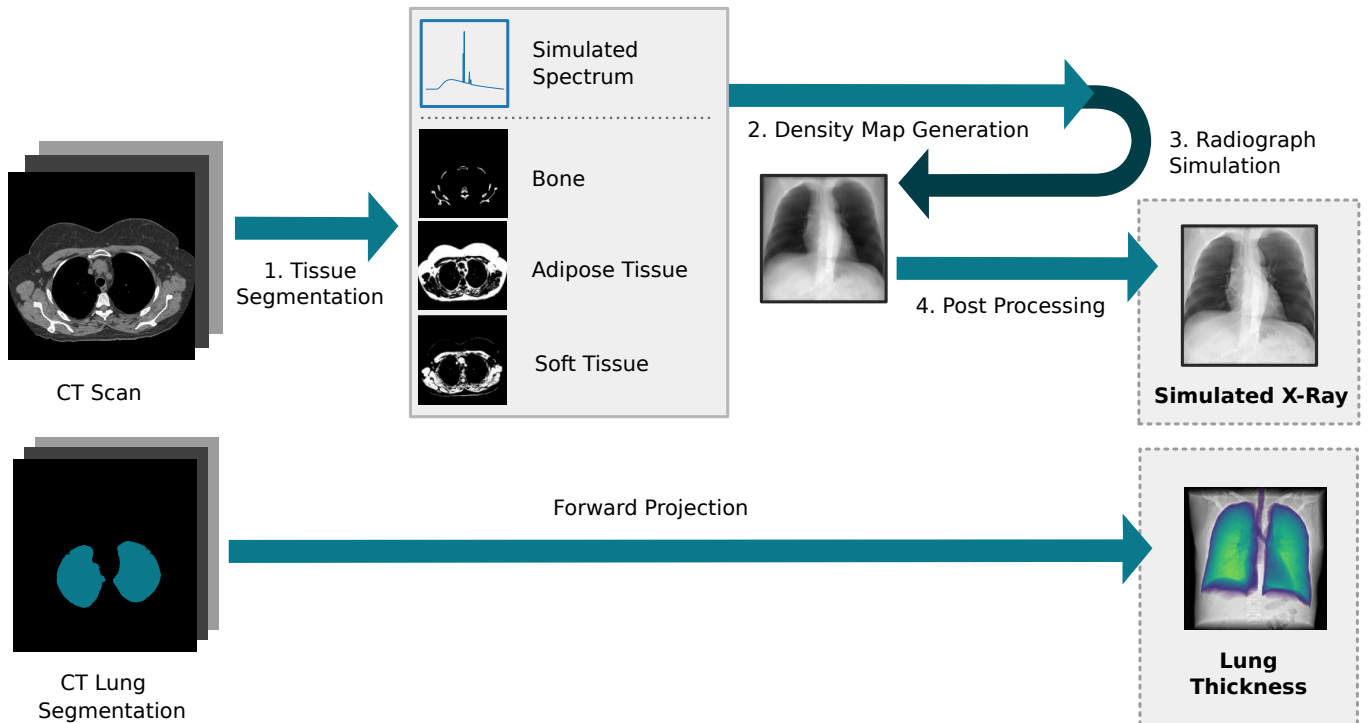 Simulated
Spectrum
2. Density Map Generation
3. Radiograph
Simulation
Bone
1. Tissue
Segmentation
Adipose Tissue
4. Post Processing
Soft Tissue
CT Scan
Simulated X-Ray
Forward Projection
CT Lung
Segmentation
Lung
Thickness